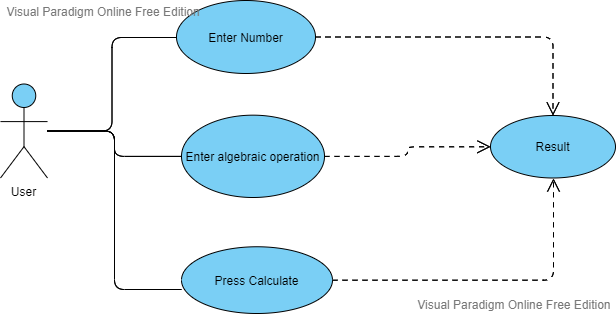 Visual Paradigm Online Free Edition
Enter Number
Enter algebraic operation
Result
User
Press Calculate
Visual Paradigm Online Free Edition